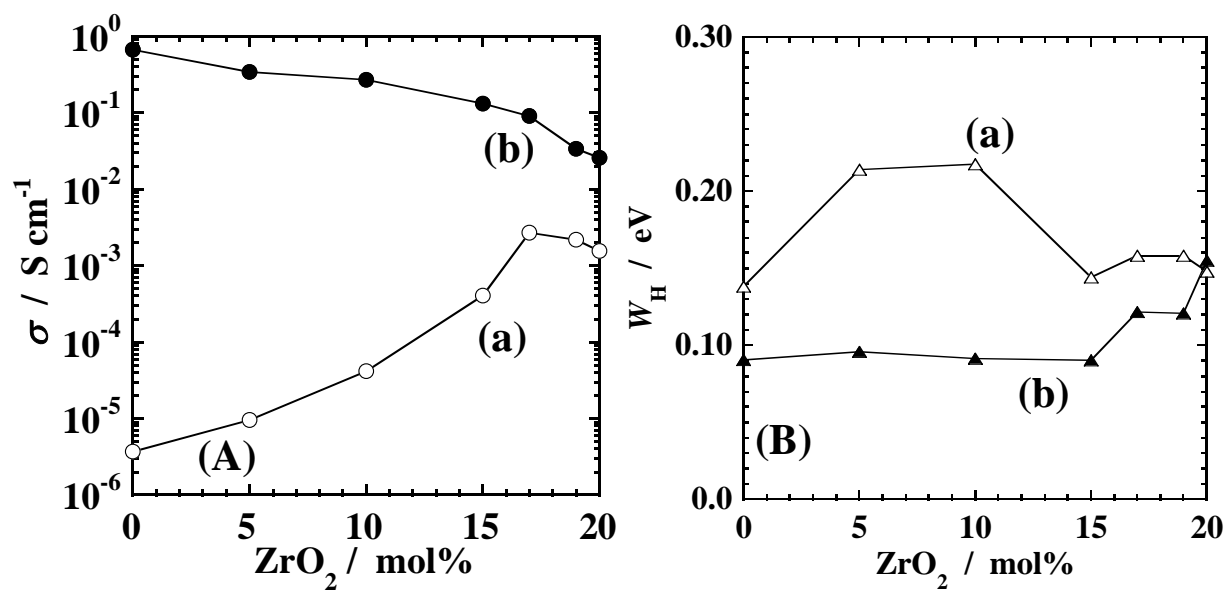 10⁰
10⁻¹
10⁻²
10⁻³
10⁻⁴
10⁻⁵
10⁻⁶
σ / S cm⁻¹
(b)
(a)
(A)
0 5 10 15 20
ZrO₂ / mol%
0.30
0.20
0.10
0.0
W_H / eV
(a)
(b)
(B)
0 5 10 15 20
ZrO₂ / mol%